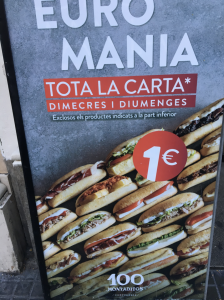 EURO
MANIA
TOTA LA CARTA*
DIMECRES I DIUMENGES
Exclosos els productes indicats a la part inferior
1€
100
MONTADITOS